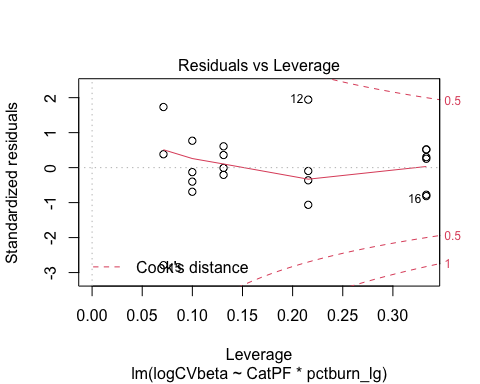 Residuals vs Leverage
Standardized residuals
2
1
0
-1
-2
-3
12
16
0.5
0.5
1
Cook's distance
0.00 0.05 0.10 0.15 0.20 0.25 0.30
Leverage
lm(logCVbeta ~ CatPF * pctburn_lg)